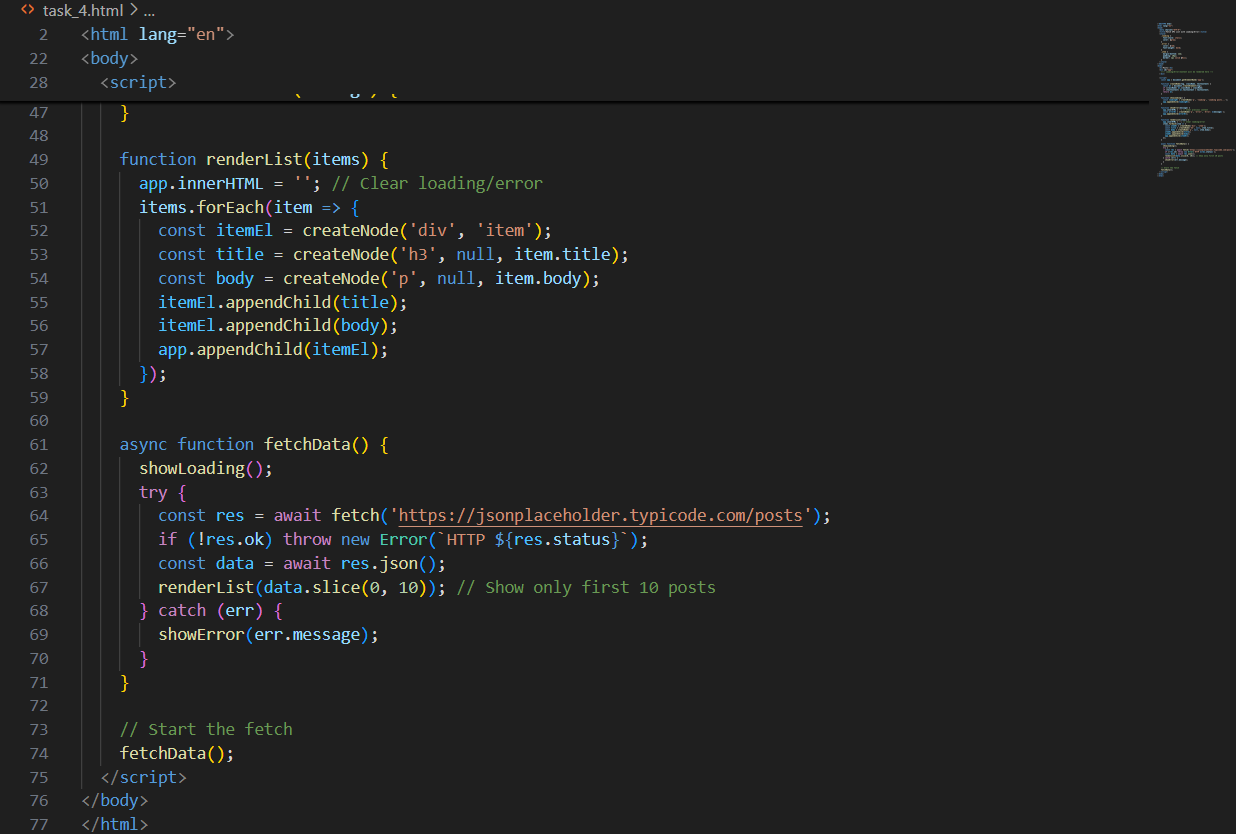 task_4.html > ...
2 <html lang="en">
22 <body>
28 <script>
47 }
48
49 function renderList(items) {
50 app.innerHTML = ''; // Clear loading/error
51 items.forEach(item => {
52 const itemEl = createNode('div', 'item');
53 const title = createNode('h3', null, item.title);
54 const body = createNode('p', null, item.body);
55 itemEl.appendChild(title);
56 itemEl.appendChild(body);
57 app.appendChild(itemEl);
58 });
59 }
60
61 async function fetchData() {
62 showLoading();
63 try {
64 const res = await fetch('https://jsonplaceholder.typicode.com/posts');
65 if (!res.ok) throw new Error(`HTTP ${res.status}`);
66 const data = await res.json();
67 renderList(data.slice(0, 10)); // Show only first 10 posts
68 } catch (err) {
69 showError(err.message);
70 }
71 }
72
73 // Start the fetch
74 fetchData();
75 </script>
76 </body>
77 </html>